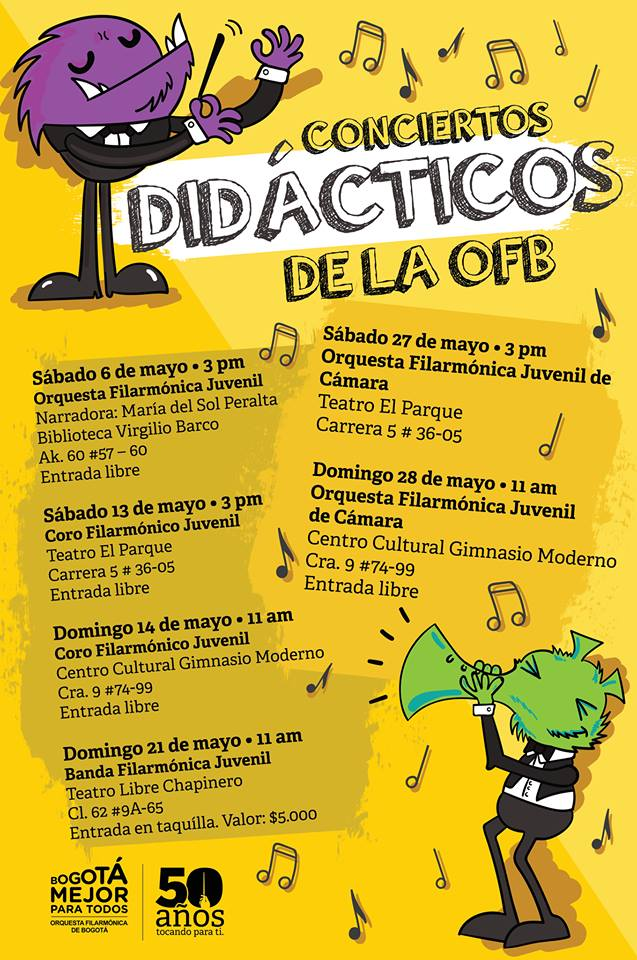 CONCIERTOS
DIDÁCTICOS
DE LA OFB
Sábado 6 de mayo • 3 pm
Orquesta Filarmónica Juvenil
Narradora: María del Sol Peralta
Biblioteca Virgilio Barco
Ak. 60 #57 – 60
Entrada libre
Sábado 13 de mayo • 3 pm
Coro Filarmónico Juvenil
Teatro El Parque
Carrera 5 # 36-05
Entrada libre
Domingo 14 de mayo • 11 am
Coro Filarmónico Juvenil
Centro Cultural Gimnasio Moderno
Cra. 9 #74-99
Entrada libre
Domingo 21 de mayo • 11 am
Banda Filarmónica Juvenil
Teatro Libre Chapinero
Cl. 62 #9A-65
Entrada en taquílla. Valor: $5.000
Sábado 27 de mayo • 3 pm
Orquesta Filarmónica Juvenil de
Cámara
Teatro El Parque
Carrera 5 # 36-05
Domingo 28 de mayo • 11 am
Orquesta Filarmónica Juvenil
de Cámara
Centro Cultural Gimnasio Moderno
Cra. 9 #74-99
Entrada libre
BOGOTÁ
MEJOR
PARA TODOS
ORQUESTA FILARMÓNICA
DE BOGOTÁ
50
años
tocando para ti.